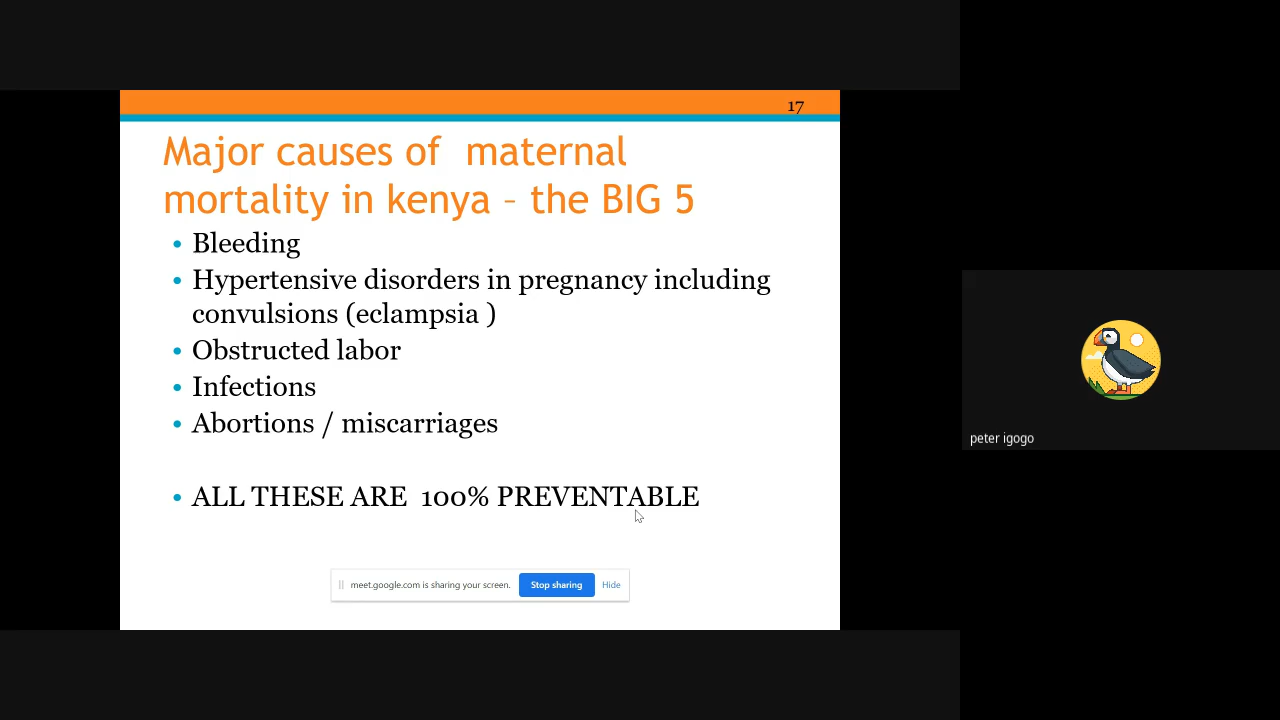 17
Major causes of maternal
mortality in kenya – the BIG 5
• Bleeding
• Hypertensive disorders in pregnancy including
convulsions (eclampsia )
• Obstructed labor
• Infections
• Abortions / miscarriages
• ALL THESE ARE 100% PREVENTABLE
meet.google.com is sharing your screen. Stop sharing Hide
peter igogo